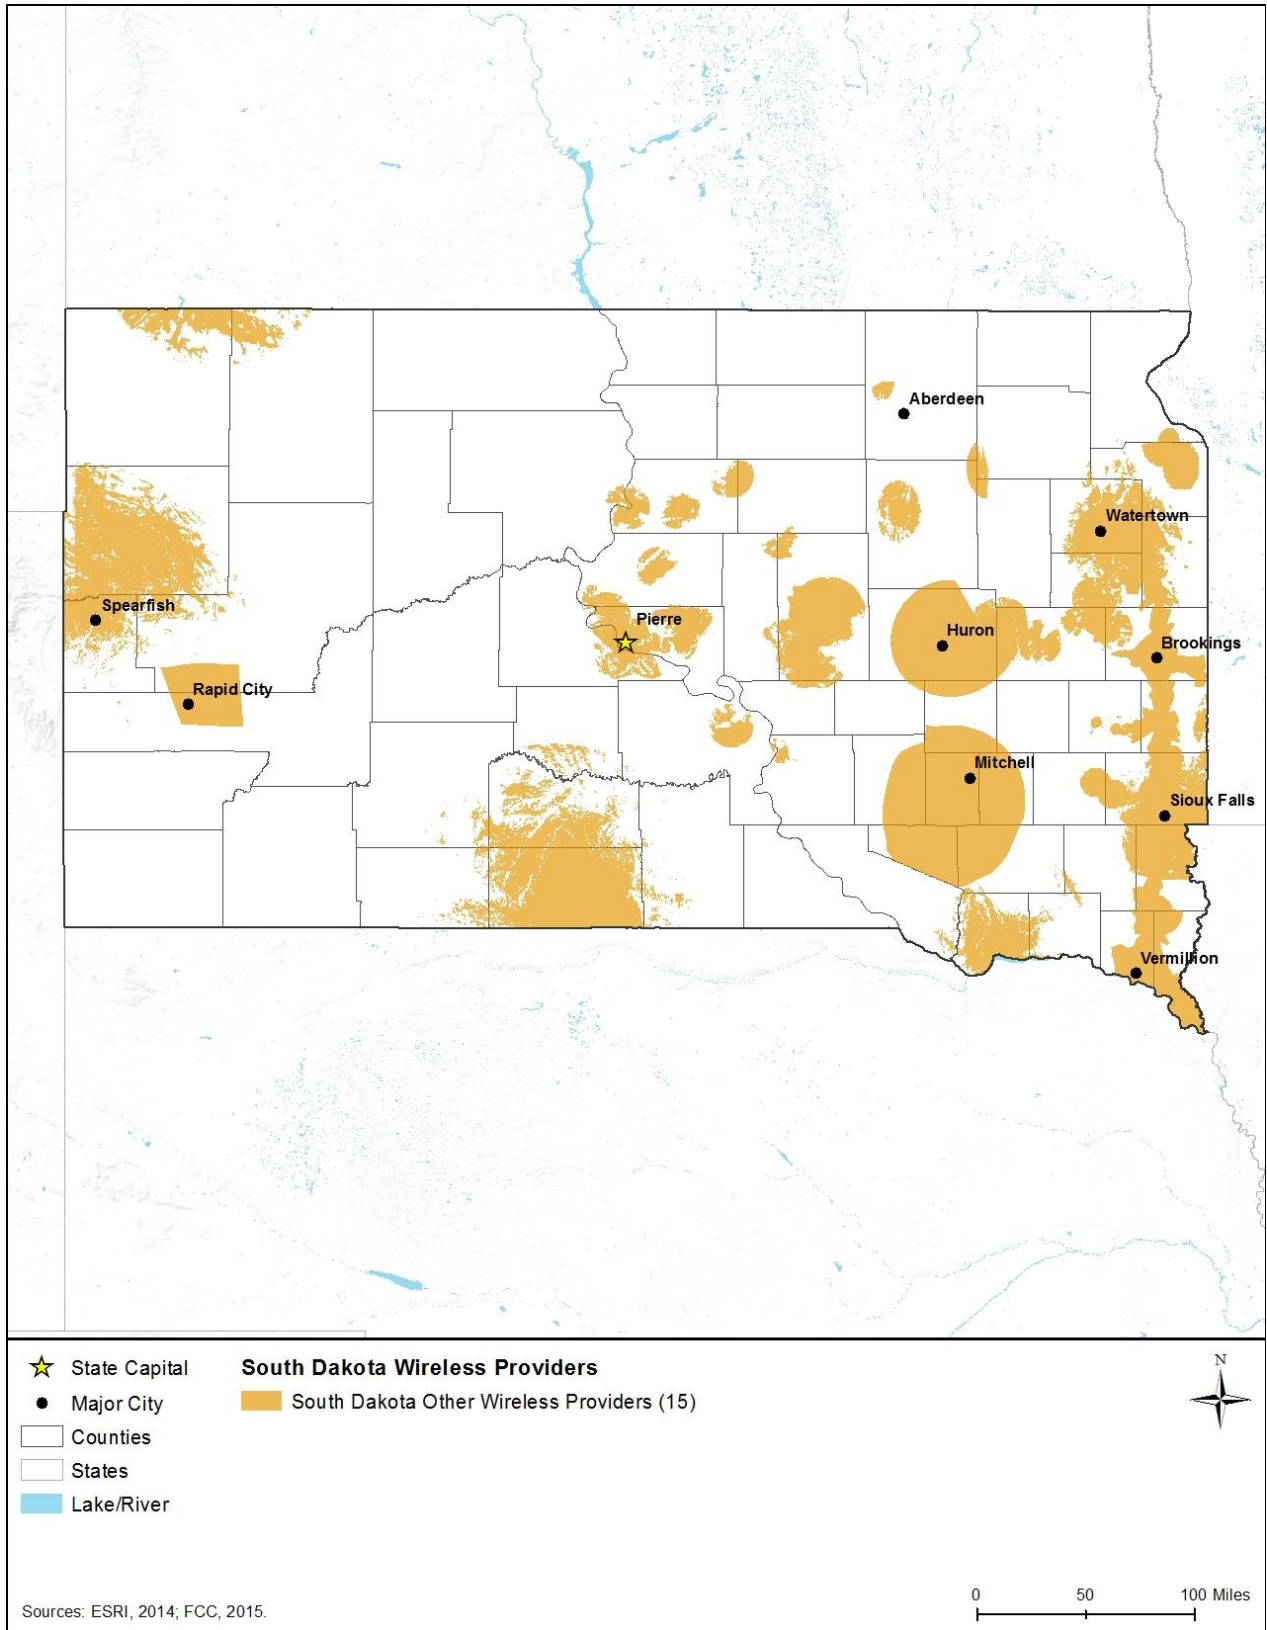 Aberdeen
Watertown
Spearfish
Pierre
Huron
Brookings
Rapid City
Mitchell
Sioux Falls
Vermillion
State Capital
Major City
Counties
States
Lake/River
South Dakota Wireless Providers
South Dakota Other Wireless Providers (15)
N
Sources: ESRI, 2014; FCC, 2015.
0 50 100 Miles